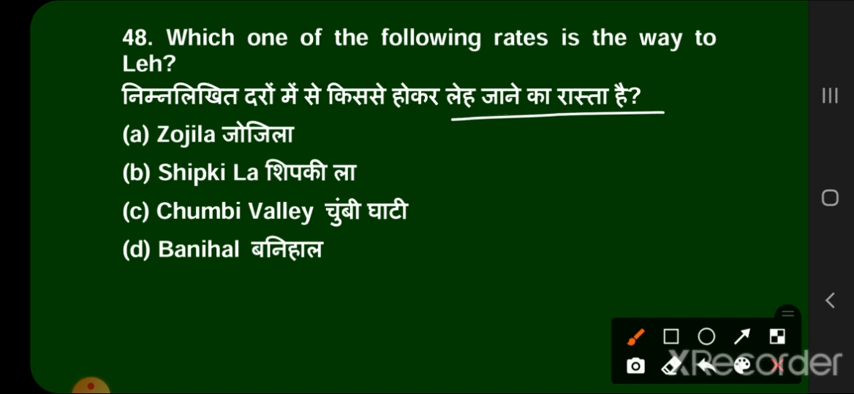 48. Which one of the following rates is the way to
Leh?
निम्नलिखित दरों में से किससे होकर लेह जाने का रास्ता है?
(a) Zojila जोजिला
(b) Shipki La शिपकी ला
(c) Chumbi Valley चुंबी घाटी
(d) Banihal बनिहाल
XRecorder